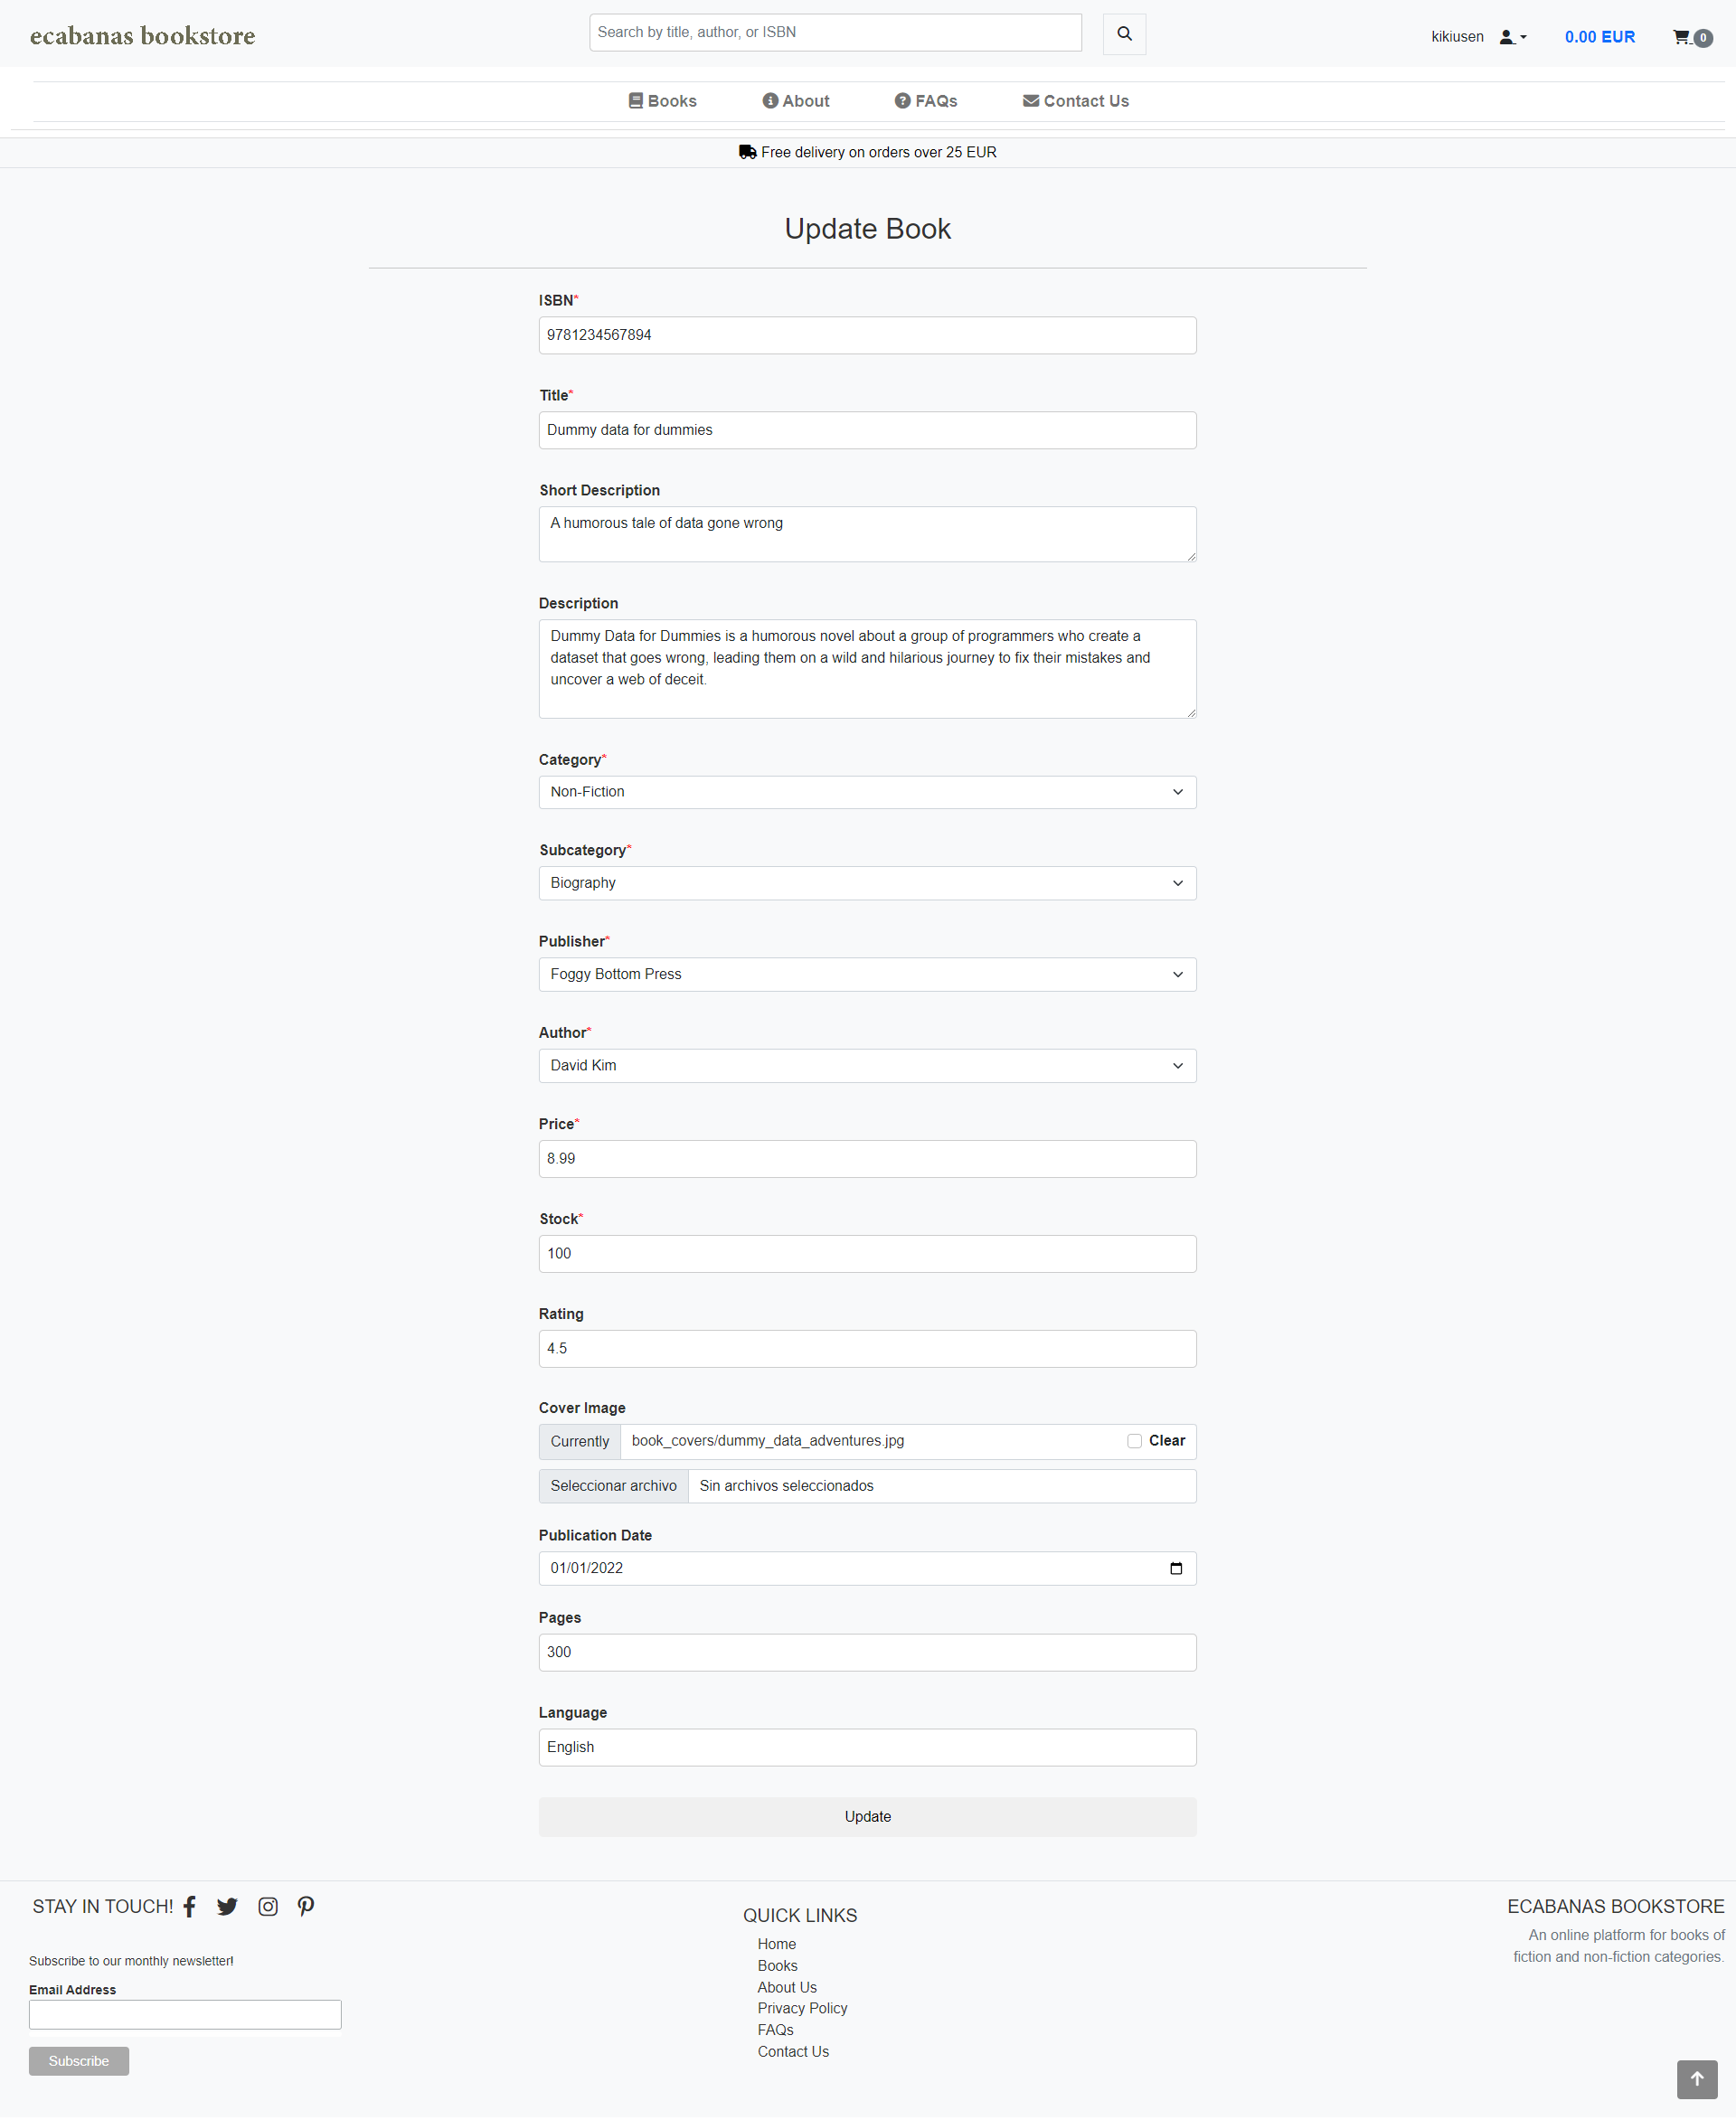 ecabanas bookstore
Search by title, author, or ISBN
kikiusen
0.00 EUR
0
Books
About
FAQs
Contact Us
Free delivery on orders over 25 EUR
Update Book
ISBN*
9781234567894
Title*
Dummy data for dummies
Short Description
A humorous tale of data gone wrong
Description
Dummy Data for Dummies is a humorous novel about a group of programmers who create a
dataset that goes wrong, leading them on a wild and hilarious journey to fix their mistakes and
uncover a web of deceit.
Category*
Non-Fiction
Subcategory*
Biography
Publisher*
Foggy Bottom Press
Author*
David Kim
Price*
8.99
Stock*
100
Rating
4.5
Cover Image
Currently
book_covers/dummy_data_adventures.jpg
Clear
Seleccionar archivo
Sin archivos seleccionados
Publication Date
01/01/2022
Pages
300
Language
English
Update
STAY IN TOUCH!
Subscribe to our monthly newsletter!
Email Address
Subscribe
QUICK LINKS
Home
Books
About Us
Privacy Policy
FAQs
Contact Us
ECABANAS BOOKSTORE
An online platform for books of
fiction and non-fiction categories.